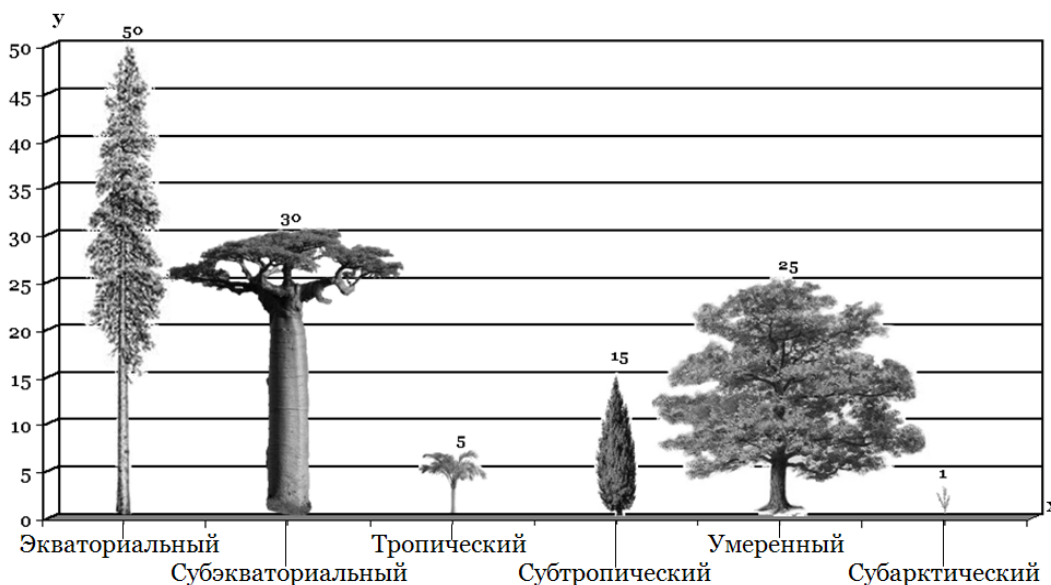 y
50
50
45
40
35
30
30
25
25
20
15
15
10
5
5
1
0
x
Экваториальный
Тропический
Умеренный
Субэкваториальный
Субтропический
Субарктический